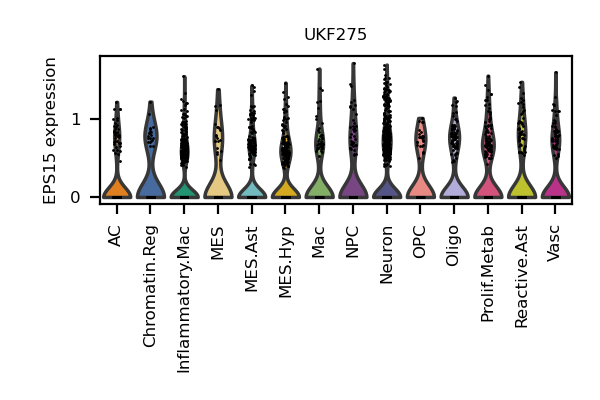 UKF275
EPS15 expression
1
0
AC
Chromatin.Reg
Inflammatory.Mac
MES
MES.Ast
MES.Hyp
Mac
NPC
Neuron
OPC
Oligo
Prolif.Metab
Reactive.Ast
Vasc